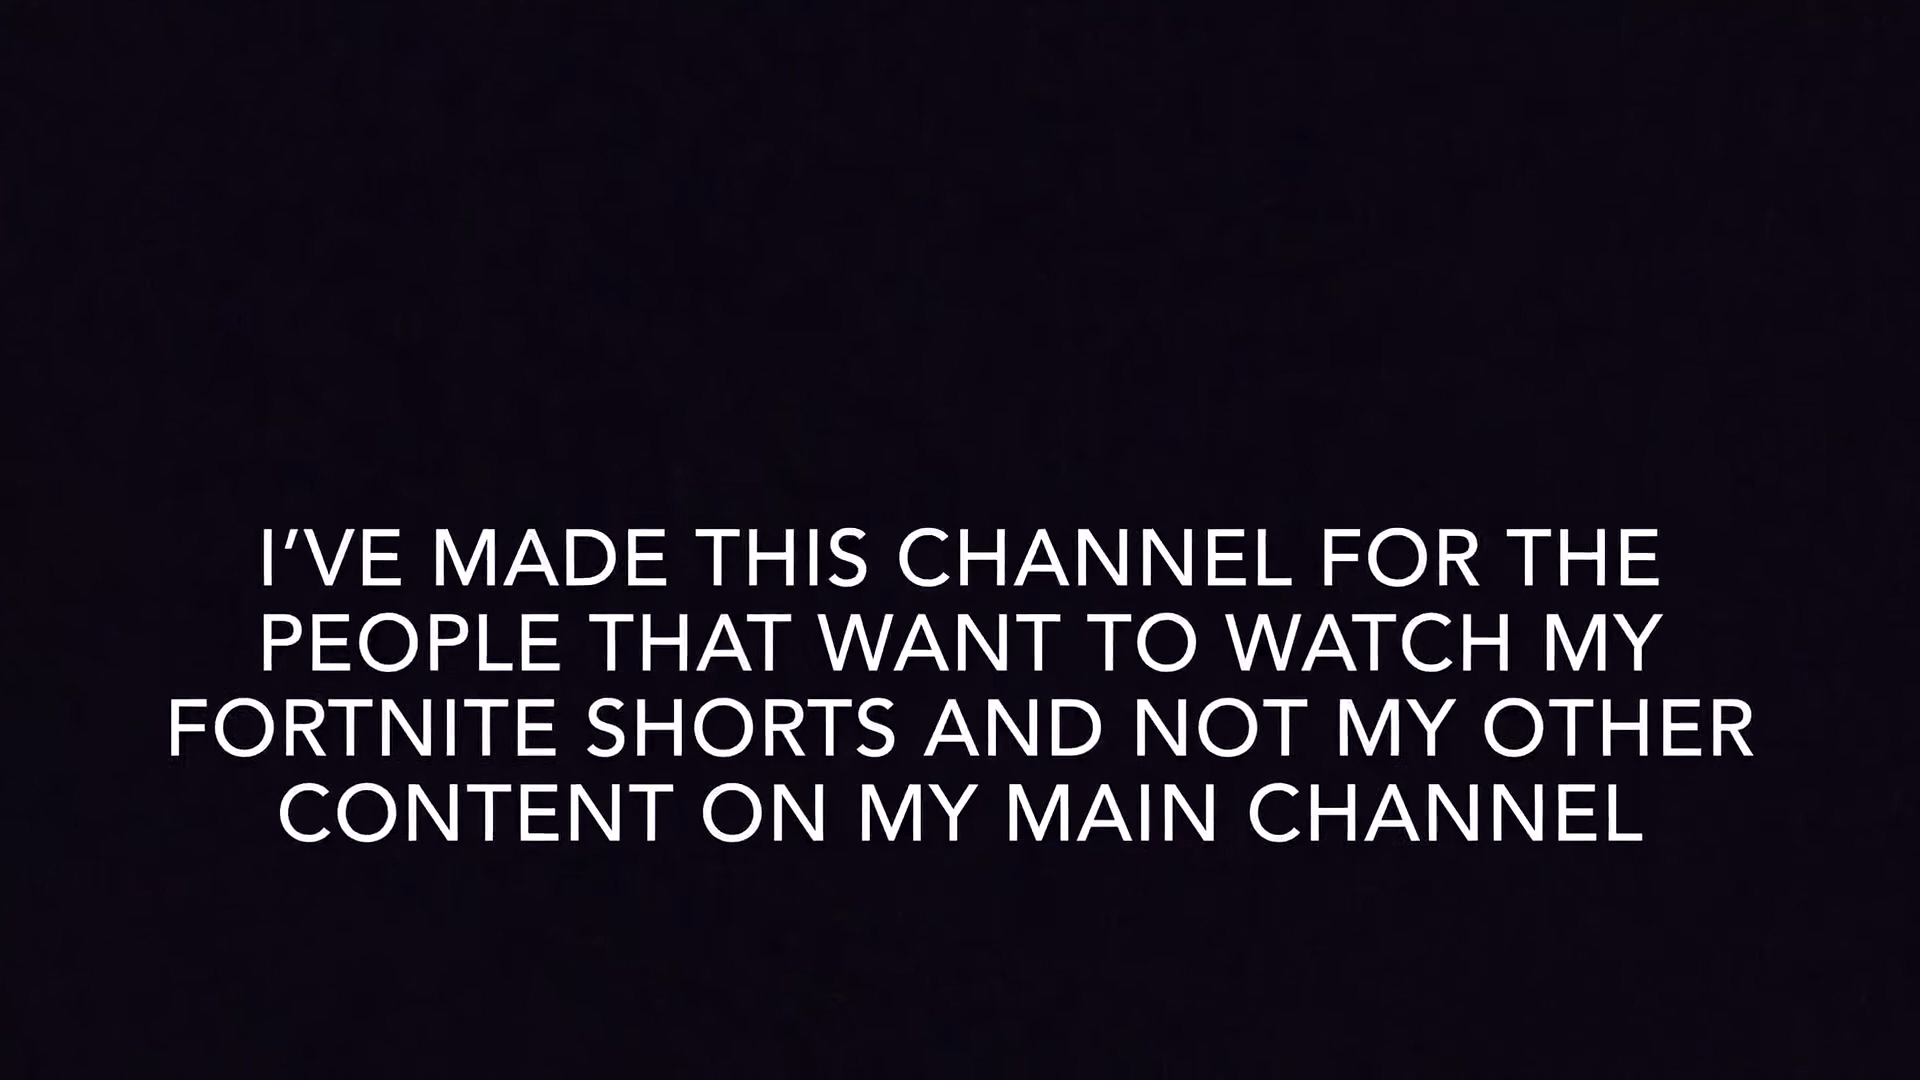 I’VE MADE THIS CHANNEL FOR THE
PEOPLE THAT WANT TO WATCH MY
FORTNITE SHORTS AND NOT MY OTHER
CONTENT ON MY MAIN CHANNEL